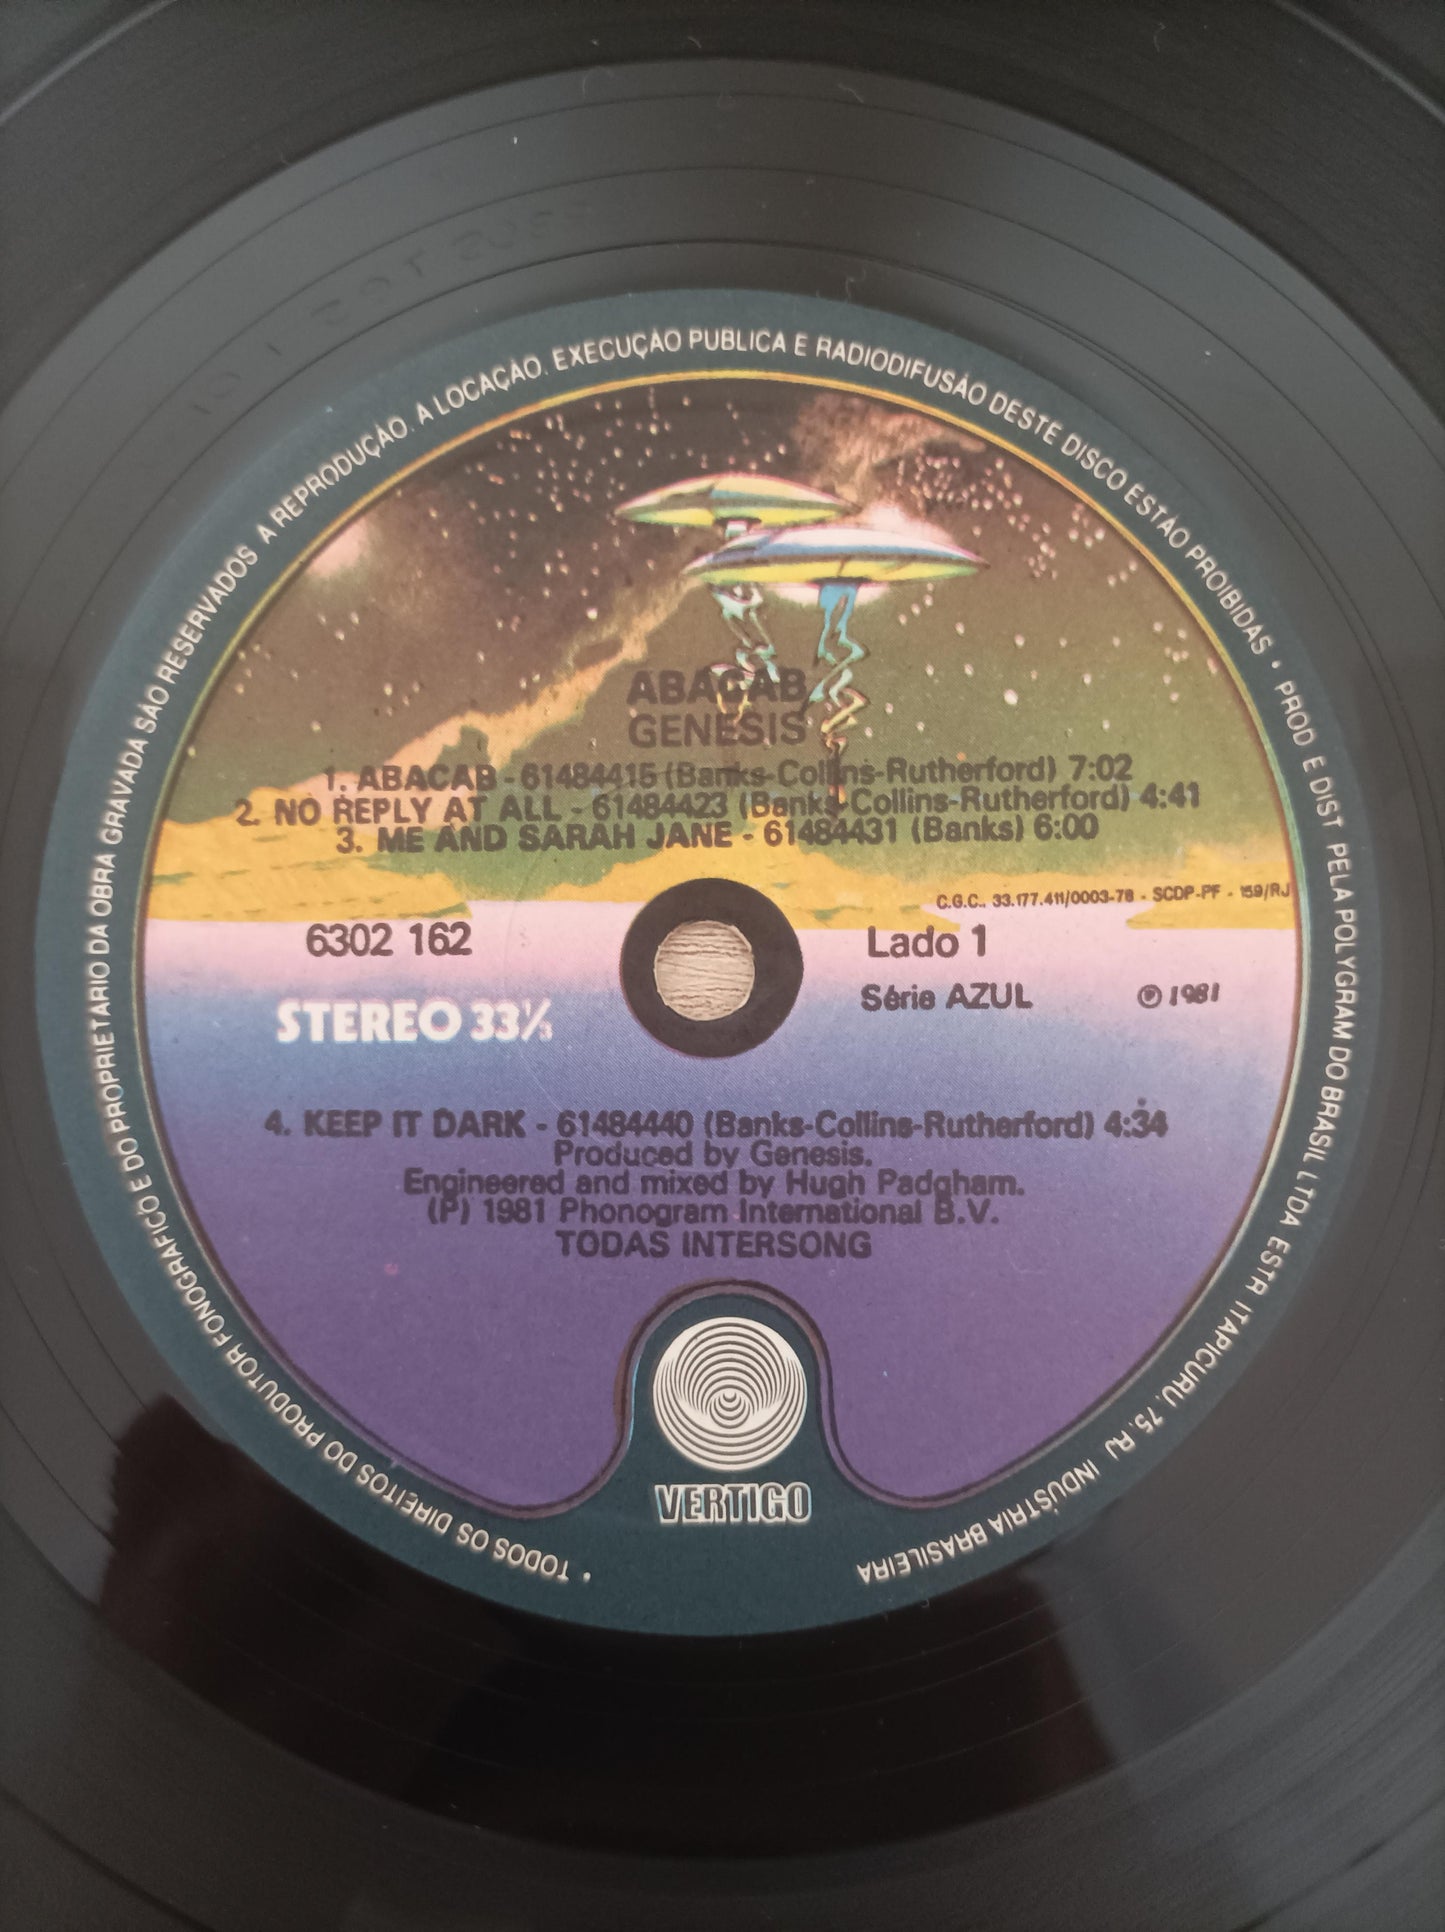 TODOS OS DIREITOS DO PRODUTOR FONOGRAFICO E DO PROPRIETARIO DA OBRA GRAVADA SÃO RESERVADOS A REPRODUÇÃO. A LOCAÇÃO. EXECUÇÃO PUBLICA E RADIODIFUSÃO DESTE DISCO ESTÃO PROIBIDAS • PROD E DIST PELA POLYGRAM DO BRASIL LTDA ESTR ITAPICURU. 75. RJ INDÚSTRIA BRASILEIRA •
ABACAB
GENESIS
1. ABACAB - 61484415 (Banks-Collins-Rutherford) 7:02
2. NO REPLY AT ALL - 61484423 (Banks-Collins-Rutherford) 4:41
3. ME AND SARAH JANE - 61484431 (Banks) 6:00
C.G.C. 33.177.411/0003-78 - SCDP-PF - 159/RJ
6302 162 Lado 1
STEREO 33⅓ Série AZUL ℗ 1981
4. KEEP IT DARK - 61484440 (Banks-Collins-Rutherford) 4:34
Produced by Genesis.
Engineered and mixed by Hugh Padgham.
(P) 1981 Phonogram International B.V.
TODAS INTERSONG
VERTIGO